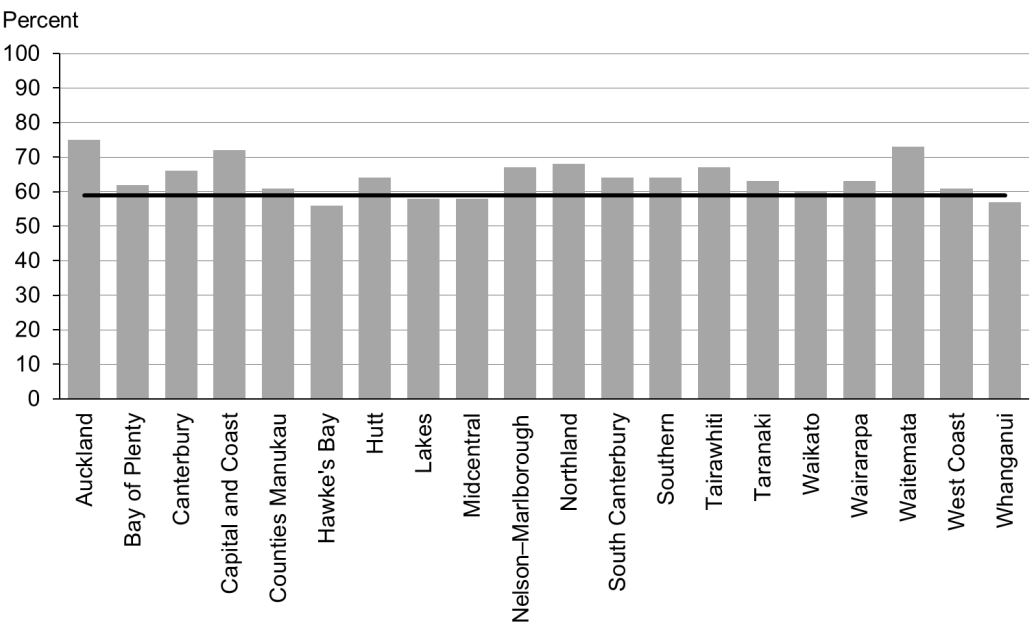 Percent
100
90
80
70
60
50
40
30
20
10
0
Auckland
Bay of Plenty
Canterbury
Capital and Coast
Counties Manukau
Hawke's Bay
Hutt
Lakes
Midcentral
Nelson–Marlborough
Northland
South Canterbury
Southern
Tairawhiti
Taranaki
Waikato
Wairarapa
Waitemata
West Coast
Whanganui